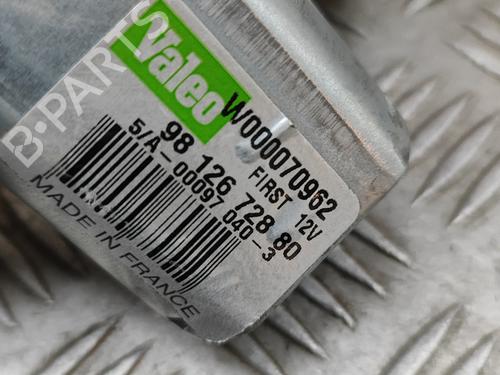 B-PARTS
Valeo
W000070962
FIRST 12V
98 126 728 80
5/A-00097 040-3
MADE IN FRANCE